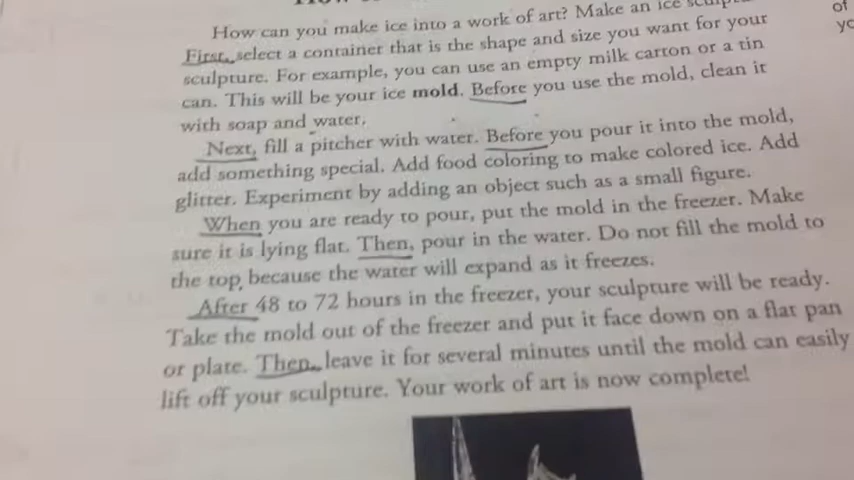 How can you make ice into a work of art? Make an ice
First, select a container that is the shape and size you want for your
sculpture. For example, you can use an empty milk carton or a tin
can. This will be your ice mold. Before you use the mold, clean it
with soap and water.
Next, fill a pitcher with water. Before you pour it into the mold,
add something special. Add food coloring to make colored ice. Add
glitter. Experiment by adding an object such as a small figure.
When you are ready to pour, put the mold in the freezer. Make
sure it is lying flat. Then, pour in the water. Do not fill the mold to
the top, because the water will expand as it freezes.
After 48 to 72 hours in the freezer, your sculpture will be ready.
Take the mold out of the freezer and put it face down on a flat pan
or plate. Then, leave it for several minutes until the mold can easily
lift off your sculpture. Your work of art is now complete!